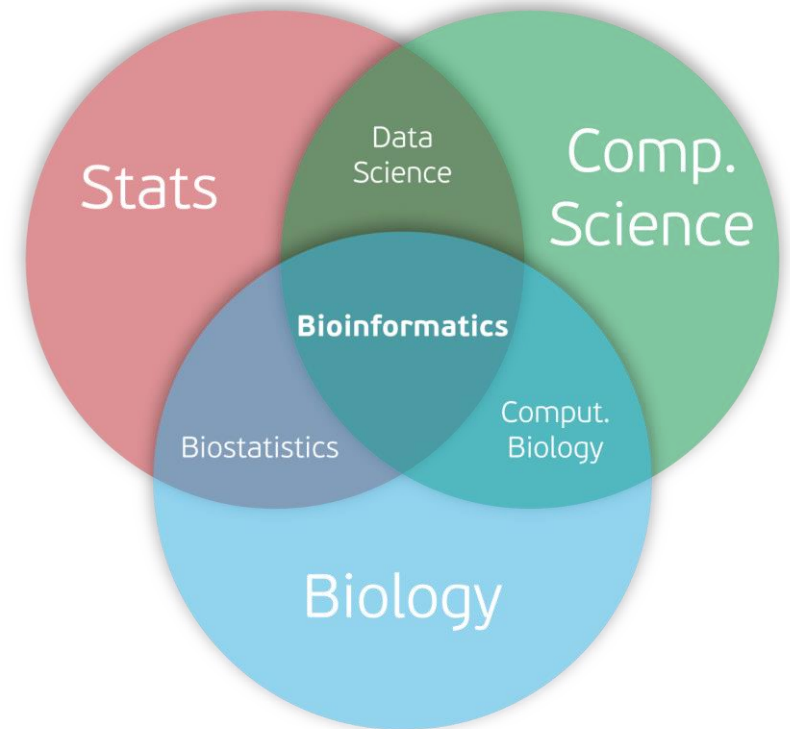 Stats
Data
Science
Comp.
Science
Bioinformatics
Biostatistics
Comput.
Biology
Biology